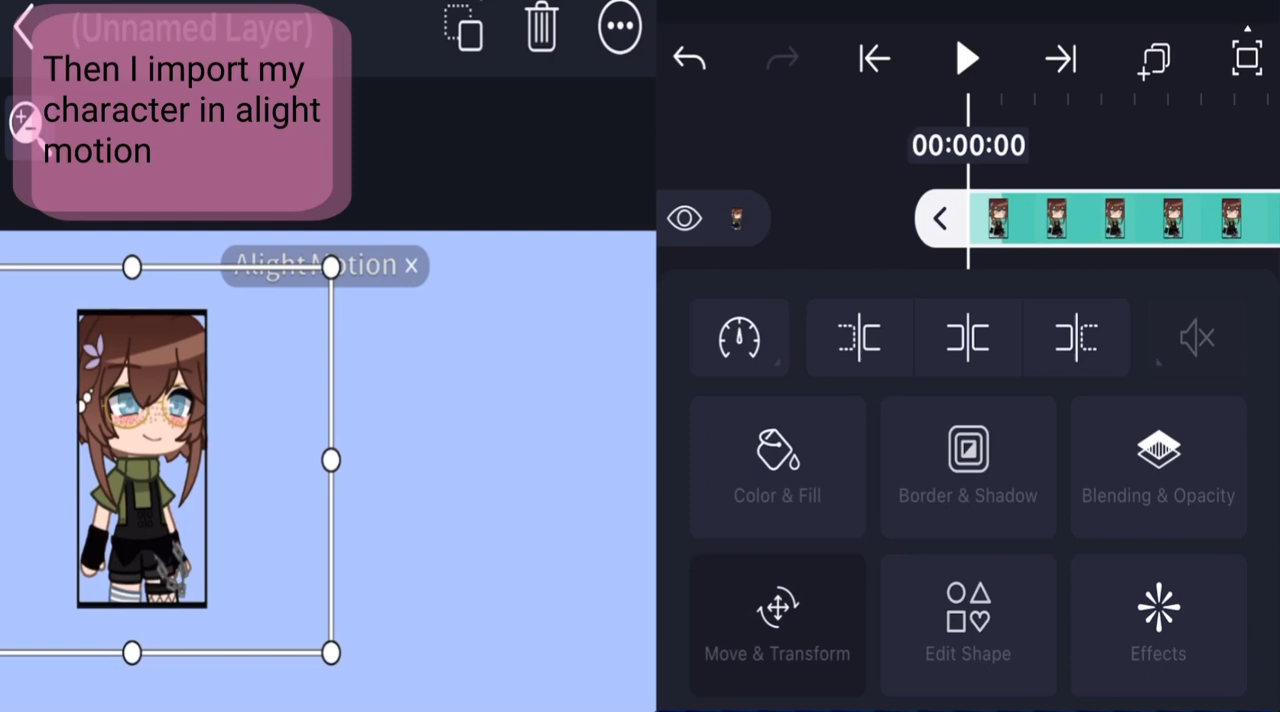 (Unnamed Layer)
Then I import my
character in alight
motion
Alight Motion ×
00:00:00
Color & Fill
Border & Shadow
Blending & Opacity
Move & Transform
Edit Shape
Effects